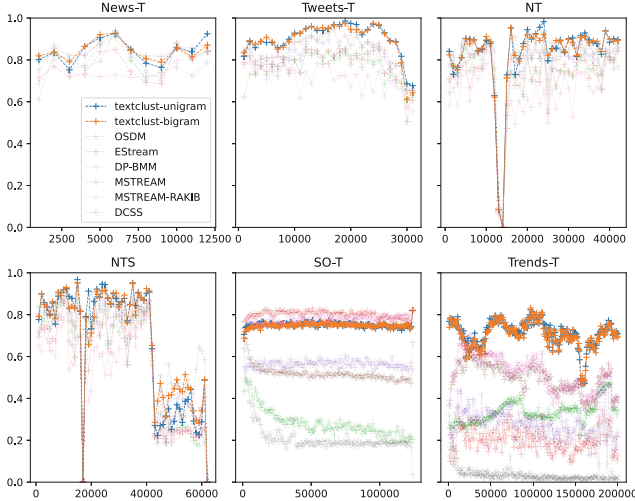 News-T
Tweets-T
NT
1.0
0.8
0.6
0.4
0.2
0.0
textclust-unigram
textclust-bigram
OSDM
EStream
DP-BMM
MSTREAM
MSTREAM-RAKIB
DCSS
2500 5000 7500 10000 12500
0 10000 20000 30000
0 10000 20000 30000 40000
NTS
SO-T
Trends-T
1.0
0.8
0.6
0.4
0.2
0.0
0 20000 40000 60000
0 50000 100000
0 50000 100000 150000 200000